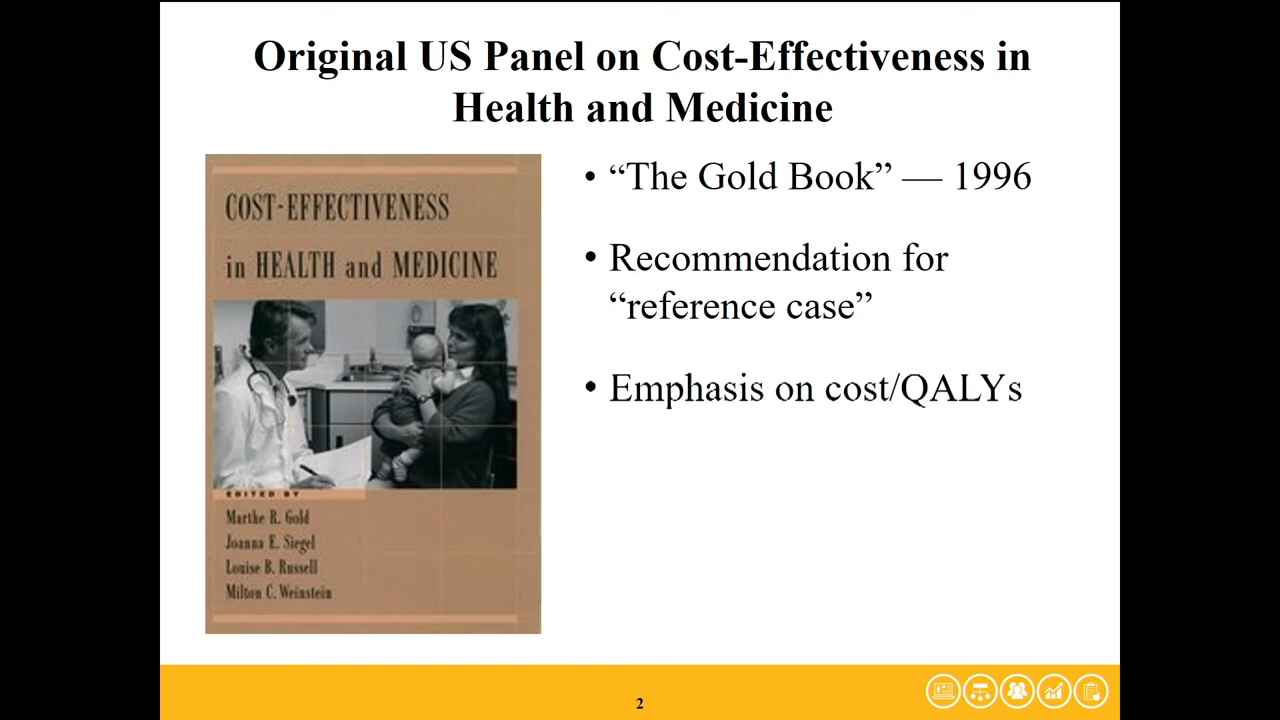 Original US Panel on Cost-Effectiveness in
Health and Medicine
COST-EFFECTIVENESS
in HEALTH and MEDICINE
EDITED BY
Marthe R. Gold
Joanna E. Siegel
Louise B. Russell
Milton C. Weinstein
• “The Gold Book” — 1996
• Recommendation for
“reference case”
• Emphasis on cost/QALYs
2